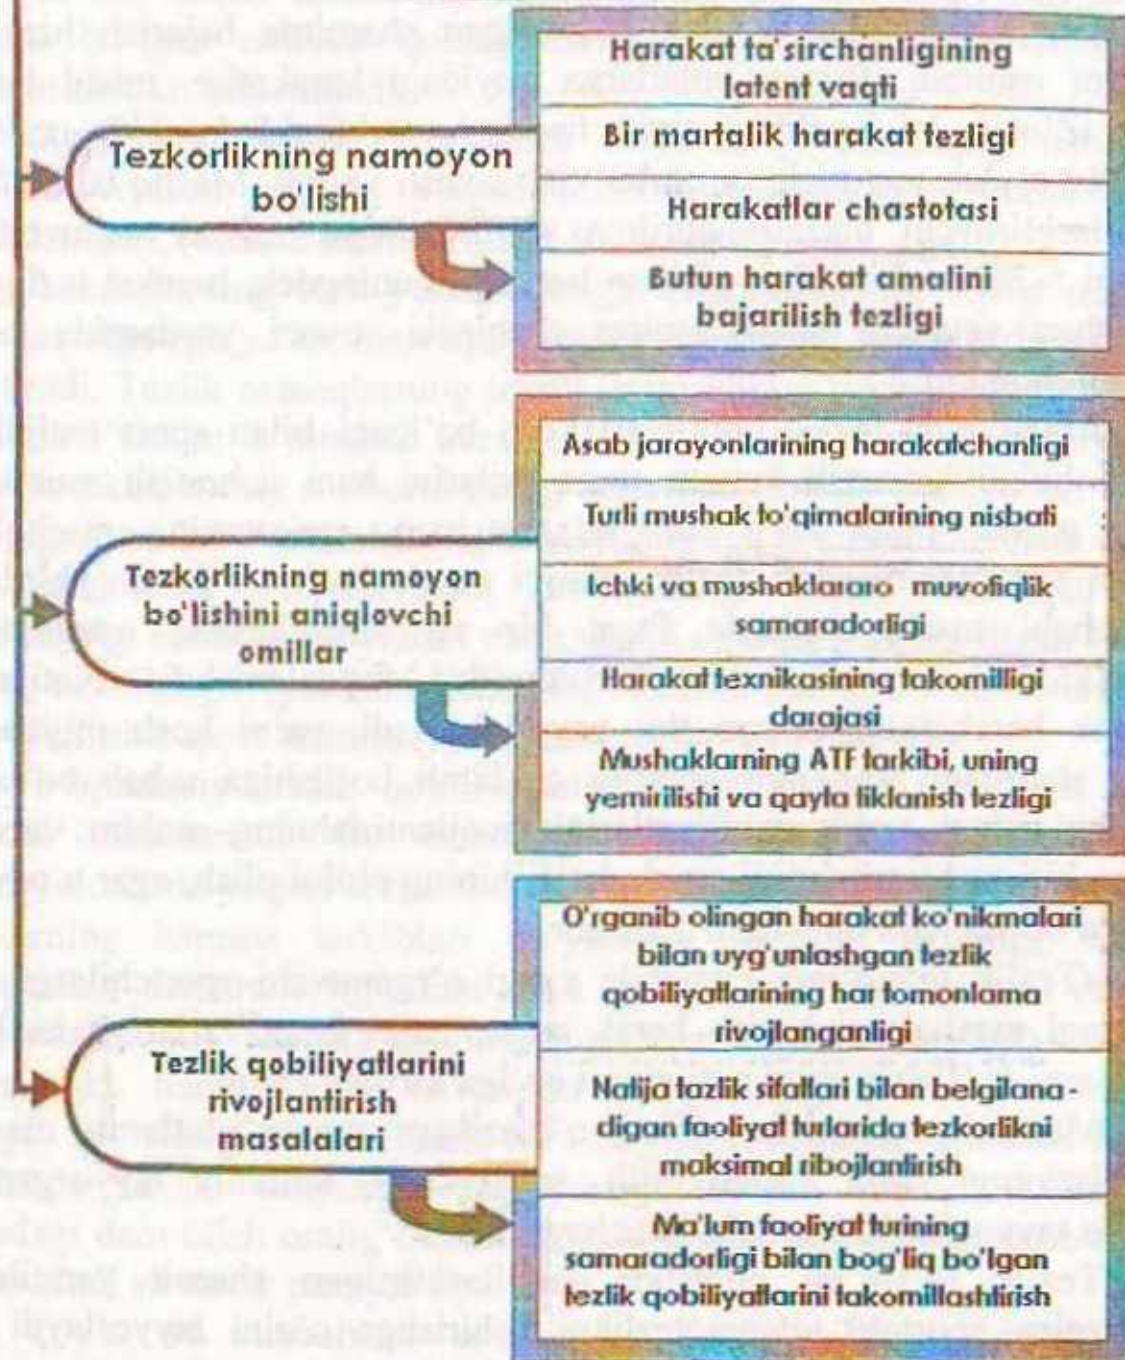 Harakat ta'sirchanligining
latent vaqti
Bir martalik harakat tezligi
Tezkorlikning namoyon
bo'lishi
Harakatlar chastotasi
Butun harakat amalini
bajarilish tezligi
Asab jarayonlarining harakatchanligi
Turli mushak to'qimalarining nisbati
Tezkorlikning namoyon
bo'lishini aniqlovchi
omillar
Ichki va mushaklararo muvofiqlik
samaradorligi
Harakat texnikasining takomilligi
darajasi
Mushaklarning ATF tarkibi, uning
yemirilishi va qayta tiklanish tezligi
O'rganib olingan harakat ko'nikmalari
bilan uyg'unlashgan tezlik
qobiliyatlarining har tomonlama
rivojlanganligi
Tezlik qobiliyatlarini
rivojlantirish
masalalari
Natija tazlik sifatlari bilan belgilana-
digan faoliyat turlarida tezkorlikni
maksimal ribojlantirish
Ma'lum faoliyat turining
samaradorligi bilan bog'liq bo'lgan
tezlik qobiliyatlarini takomillashtirish